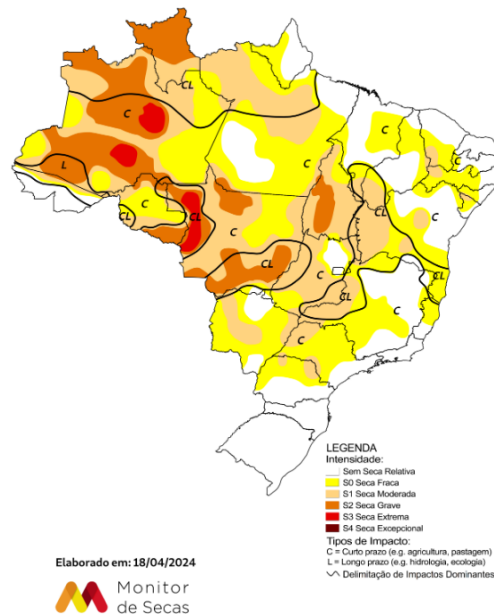 CL
C
C
L
C
CL
CL
C
CL
C
CL
C
C
C
C
CL
CL
C
C
LEGENDA
Intensidade:
Sem Seca Relativa
S0 Seca Fraca
S1 Seca Moderada
S2 Seca Grave
S3 Seca Extrema
S4 Seca Excepcional
Tipos de Impacto:
C = Curto prazo (e.g. agricultura, pastagem)
L = Longo prazo (e.g. hidrologia, ecologia)
Delimitação de Impactos Dominantes
Elaborado em: 18/04/2024
Monitor
de Secas